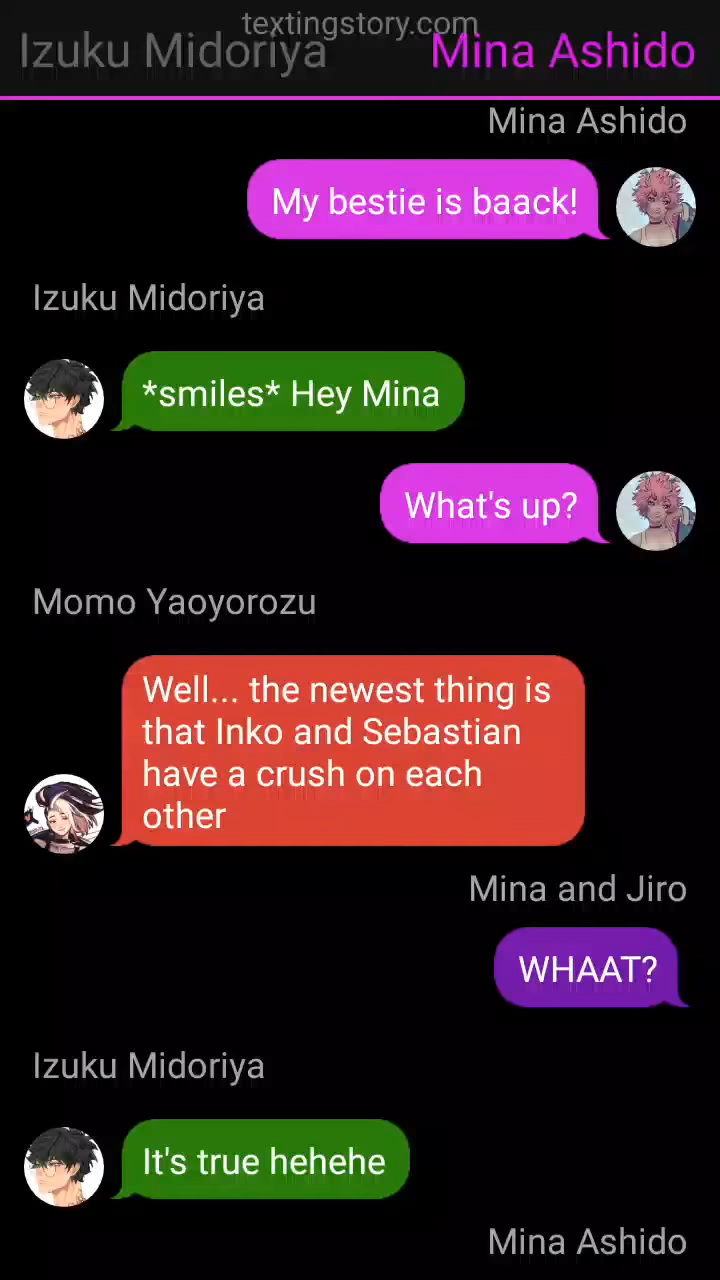 textingstory.com
Izuku Midoriya
Mina Ashido
Mina Ashido
My bestie is baack!
Izuku Midoriya
*smiles* Hey Mina
What's up?
Momo Yaoyorozu
Well... the newest thing is
that Inko and Sebastian
have a crush on each
other
Mina and Jiro
WHAAT?
Izuku Midoriya
It's true hehehe
Mina Ashido